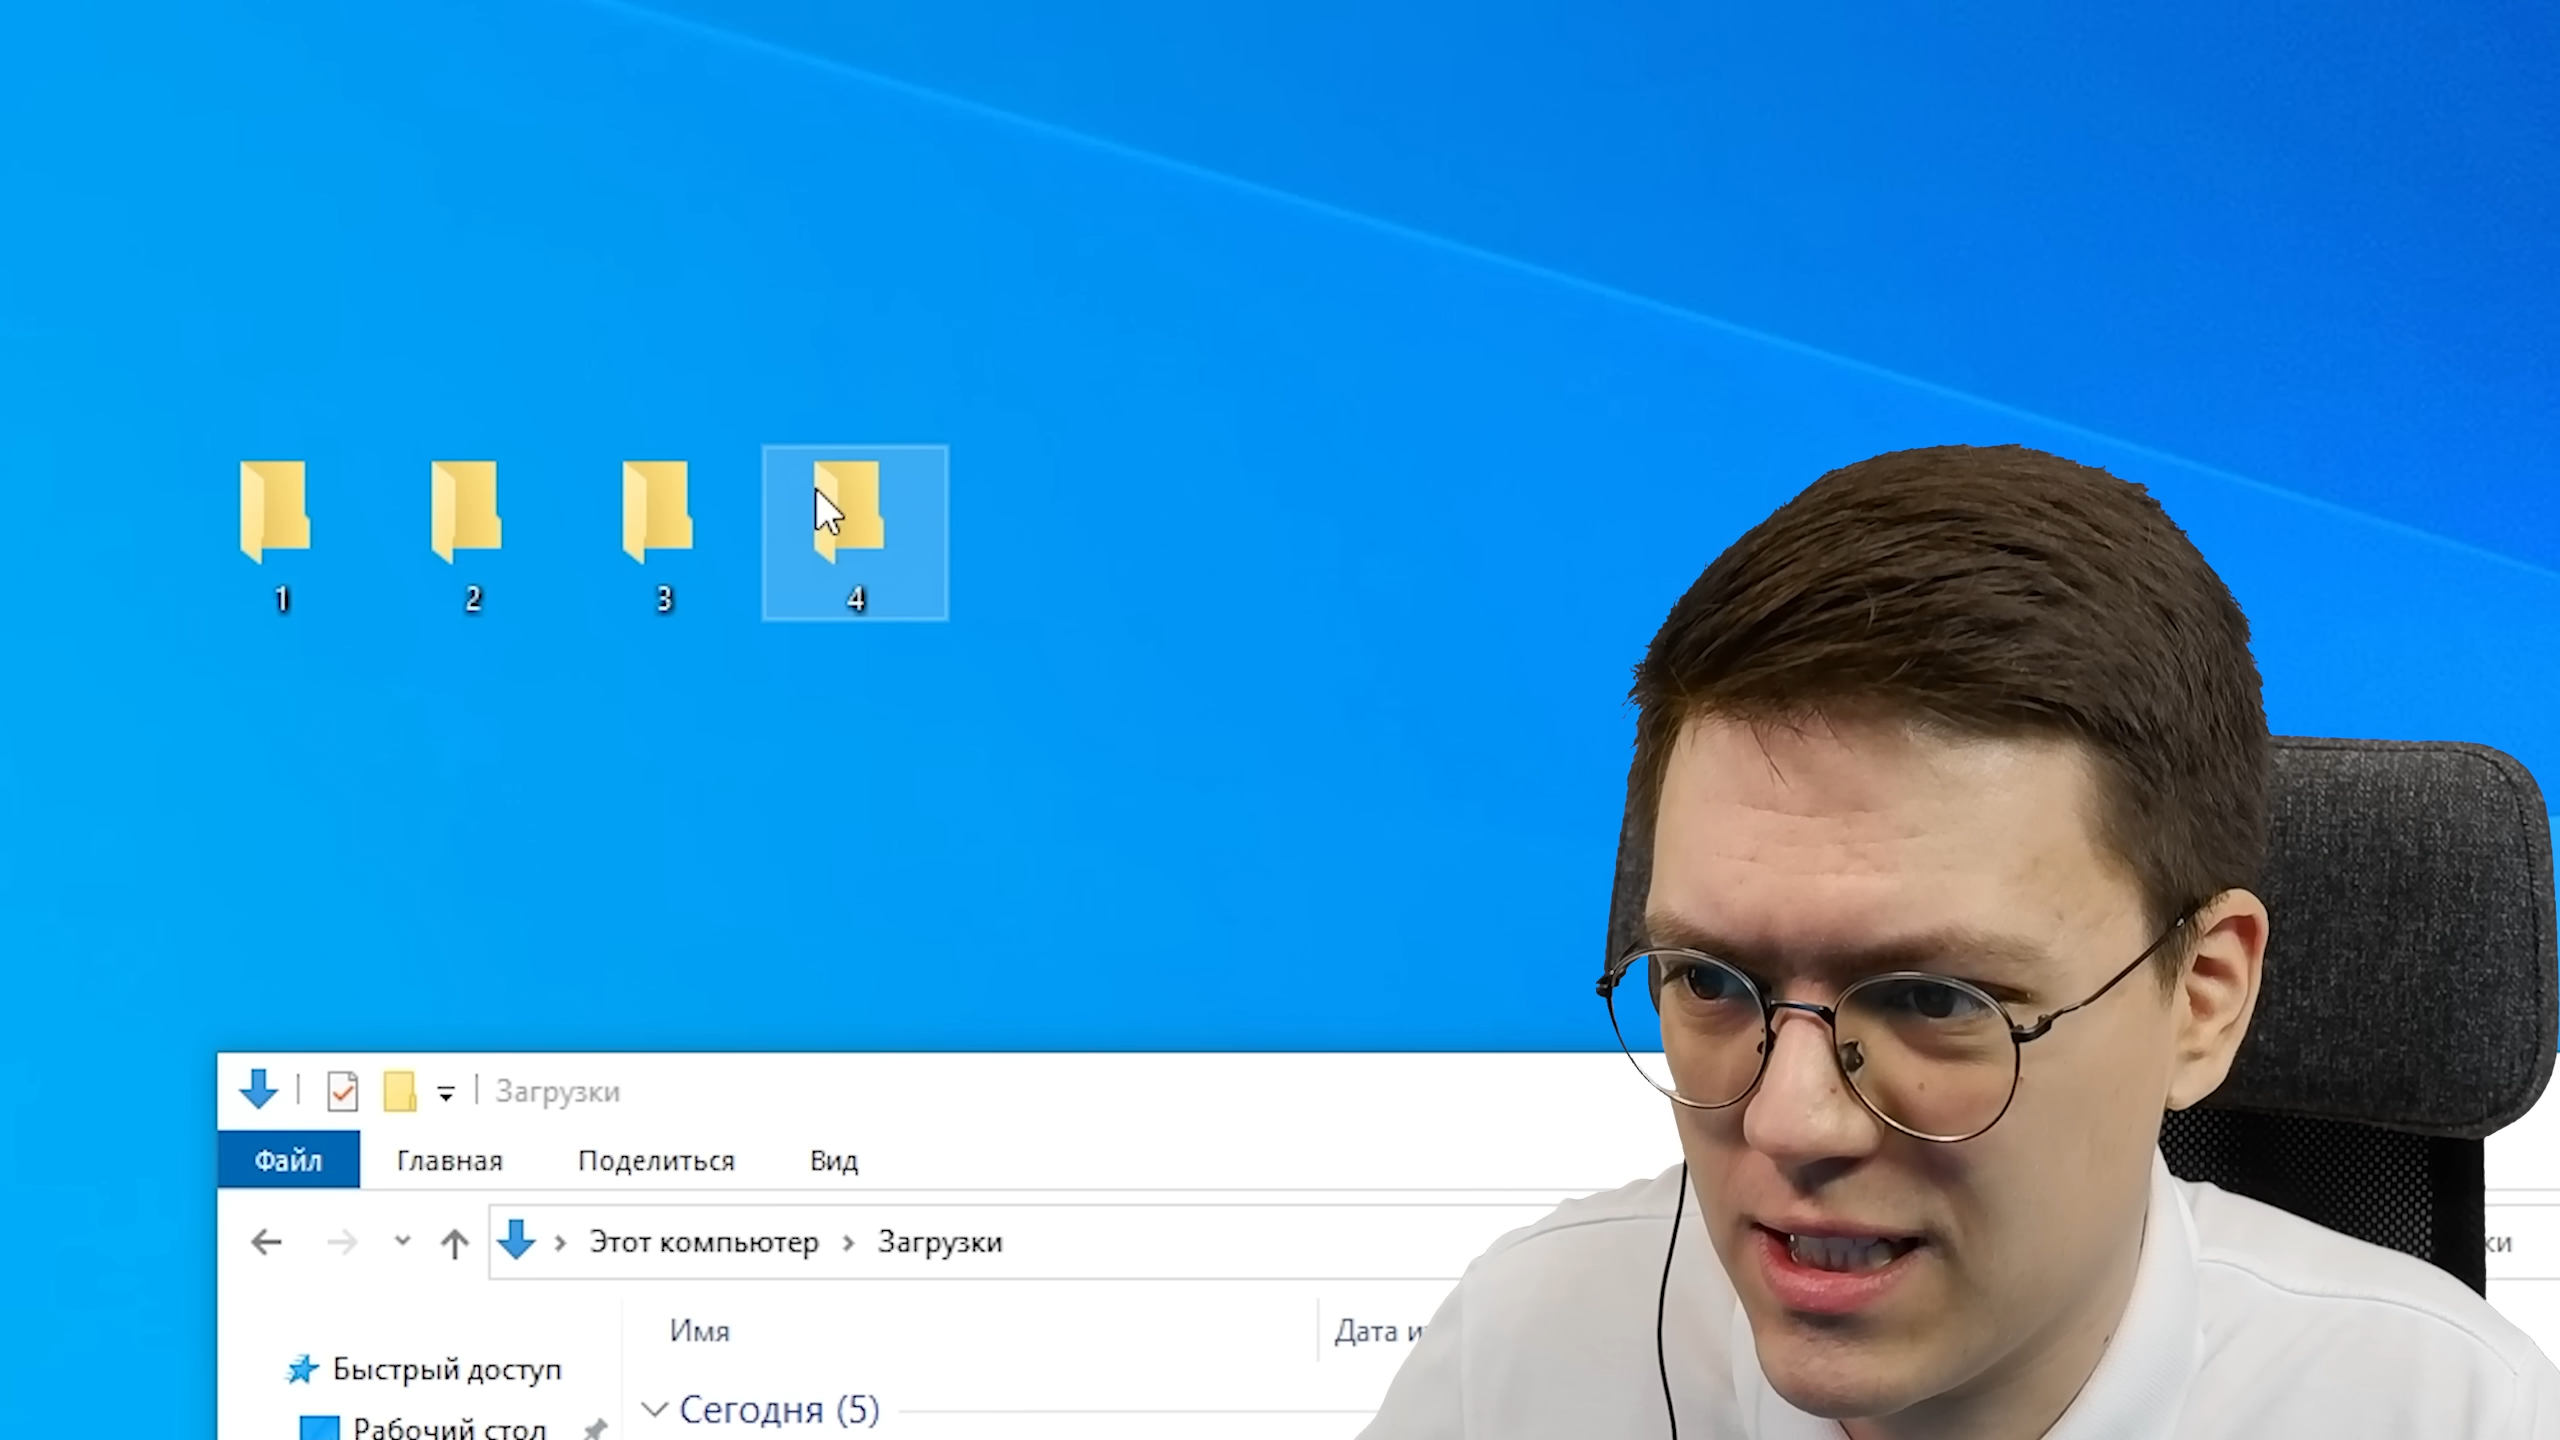 1 2 3 4
Загрузки
Файл Главная Поделиться Вид
Этот компьютер Загрузки
Имя Дата
Быстрый доступ Сегодня (5)
Рабочий стол